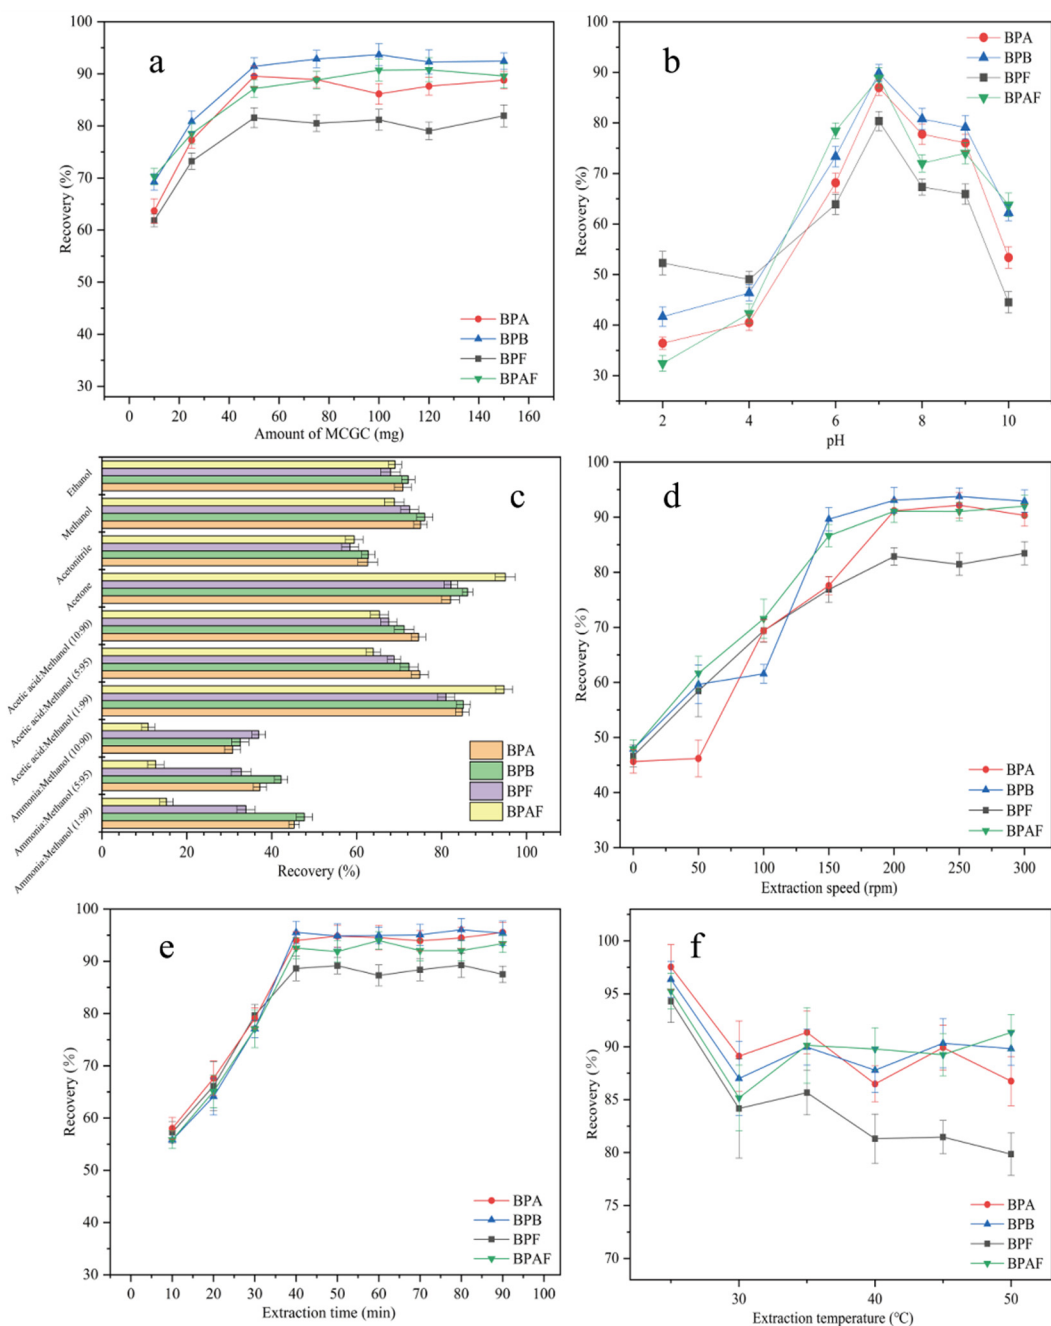 a
Recovery (%)
100
90
80
70
60
50
40
30
BPA
BPB
BPF
BPAF
0 20 40 60 80 100 120 140 160
Amount of MCGC (mg)
b
Recovery (%)
100
90
80
70
60
50
40
30
BPA
BPB
BPF
BPAF
2 4 6 8 10
pH
c
Ethanol
Methanol
Acetonitrile
Acetone
Acetic acid:Methanol (10:90)
Acetic acid:Methanol (5:95)
Acetic acid:Methanol (1:99)
Ammonia:Methanol (10:90)
Ammonia:Methanol (5:95)
Ammonia:Methanol (1:99)
BPA
BPB
BPF
BPAF
0 20 40 60 80 100
Recovery (%)
d
Recovery (%)
100
90
80
70
60
50
40
30
BPA
BPB
BPF
BPAF
0 50 100 150 200 250 300
Extraction speed (rpm)
e
Recovery (%)
100
90
80
70
60
50
40
30
BPA
BPB
BPF
BPAF
0 10 20 30 40 50 60 70 80 90 100
Extraction time (min)
f
Recovery (%)
100
95
90
85
80
75
70
BPA
BPB
BPF
BPAF
30 40 50
Extraction temperature (℃)